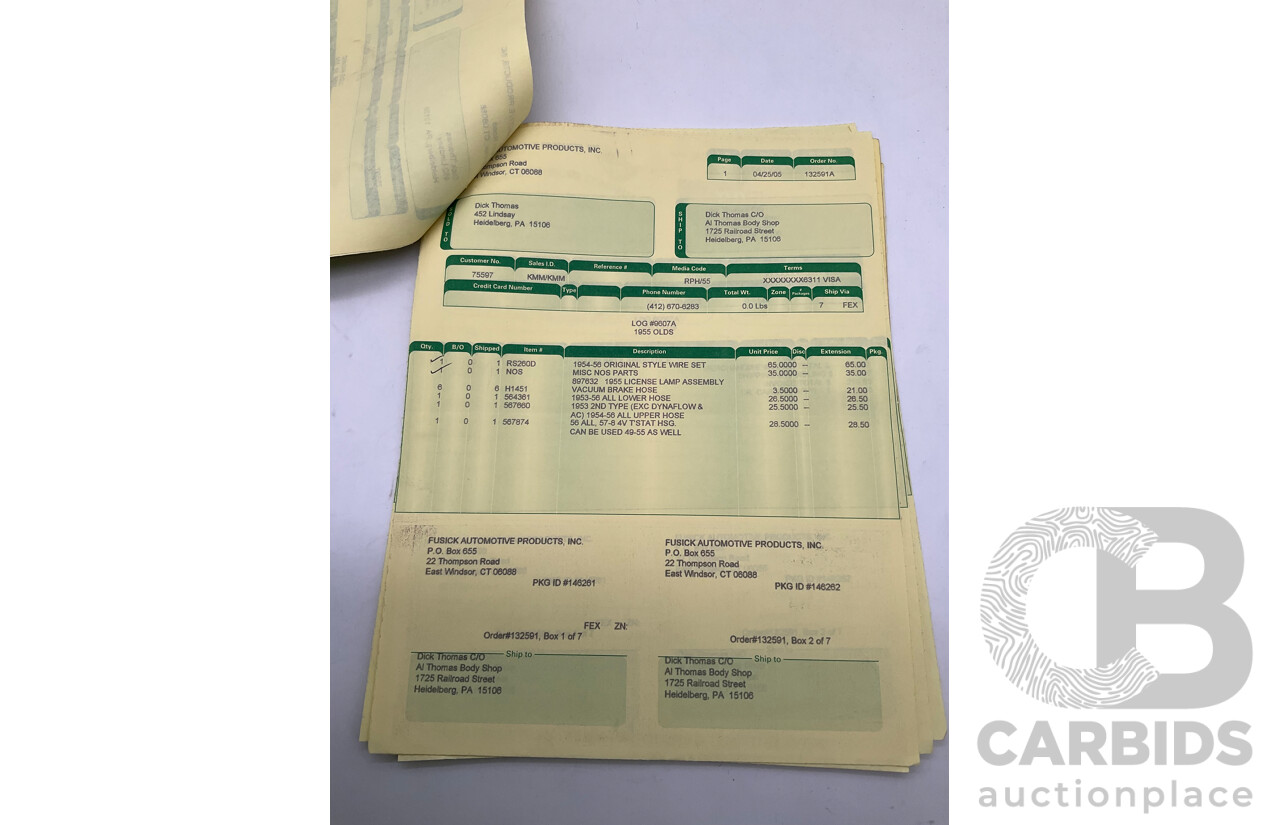 AUTOMOTIVE PRODUCTS, INC.
Box 655
Thompson Road
Windsor, CT 06088
Page Date Order No.
1 04/25/05 132591A
Dick Thomas
452 Lindsay
Heidelberg, PA 15106
SHIP TO
Dick Thomas C/O
Al Thomas Body Shop
1725 Railroad Street
Heidelberg, PA 15106
Customer No. Sales I.D. Reference # Media Code Terms
75597 KMM/KMM RPH/55 XXXXXXXX6311 VISA
Credit Card Number Type Phone Number Total Wt. Zone # Packages Ship Via
(412) 670-6283 0.0 Lbs 7 FEX
LOG #9607A
1955 OLDS
Qty. B/O Shipped Item # Description Unit Price Disc Extension Pkg.
1 0 1 RS260D 1954-56 ORIGINAL STYLE WIRE SET 65.0000 -- 65.00
1 0 1 NOS MISC NOS PARTS 35.0000 -- 35.00
897632 1955 LICENSE LAMP ASSEMBLY
6 0 6 H1451 VACUUM BRAKE HOSE 3.5000 -- 21.00
1 0 1 564361 1953-56 ALL LOWER HOSE 26.5000 -- 26.50
1 0 1 567660 1953 2ND TYPE (EXC DYNAFLOW & 25.5000 -- 25.50
AC) 1954-56 ALL UPPER HOSE
1 0 1 567874 56 ALL, 57-8 4V T'STAT HSG. 28.5000 -- 28.50
CAN BE USED 49-55 AS WELL
FUSICK AUTOMOTIVE PRODUCTS, INC.
P.O. Box 655
22 Thompson Road
East Windsor, CT 06088
PKG ID #146261
FUSICK AUTOMOTIVE PRODUCTS, INC.
P.O. Box 655
22 Thompson Road
East Windsor, CT 06088
PKG ID #146262
FEX ZN:
Order#132591, Box 1 of 7
Order#132591, Box 2 of 7
Ship to
Dick Thomas C/O
Al Thomas Body Shop
1725 Railroad Street
Heidelberg, PA 15106
Ship to
Dick Thomas C/O
Al Thomas Body Shop
1725 Railroad Street
Heidelberg, PA 15106
CB
CARBIDS
auctionplace